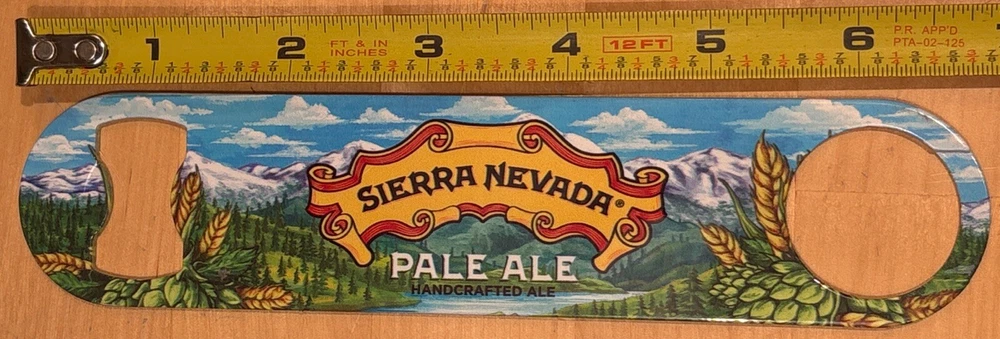 1 2 FT & IN INCHES 3 4 12FT 5 6 P.R. APP'D PTA-02-125
SIERRA NEVADA®
PALE ALE
HANDCRAFTED ALE